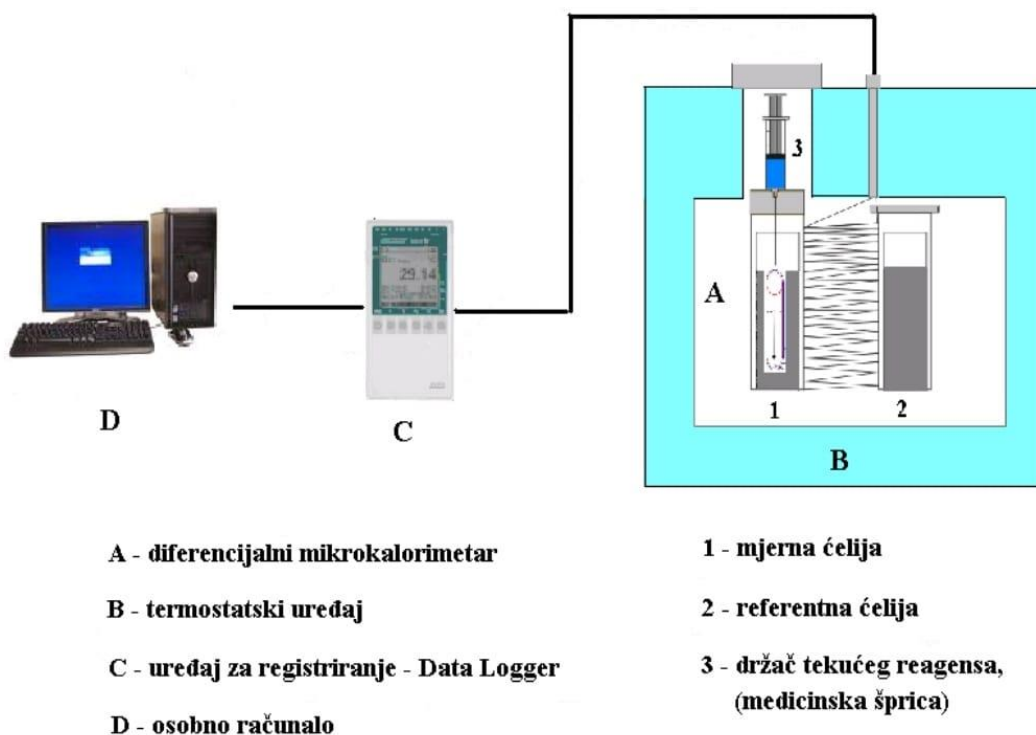 3
29.14
A
1
2
D
C
B
A - diferencijalni mikrokalorimetar
B - termostatski uređaj
C - uređaj za registriranje - Data Logger
D - osobno računalo
1 - mjerna ćelija
2 - referentna ćelija
3 - držač tekućeg reagensa,
(medicinska šprica)